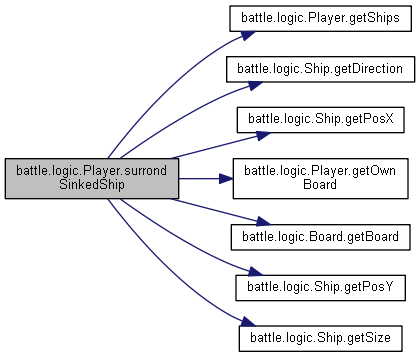 battle.logic.Player.getShips
battle.logic.Ship.getDirection
battle.logic.Ship.getPosX
battle.logic.Player.surrond
SinkedShip
battle.logic.Player.getOwn
Board
battle.logic.Board.getBoard
battle.logic.Ship.getPosY
battle.logic.Ship.getSize